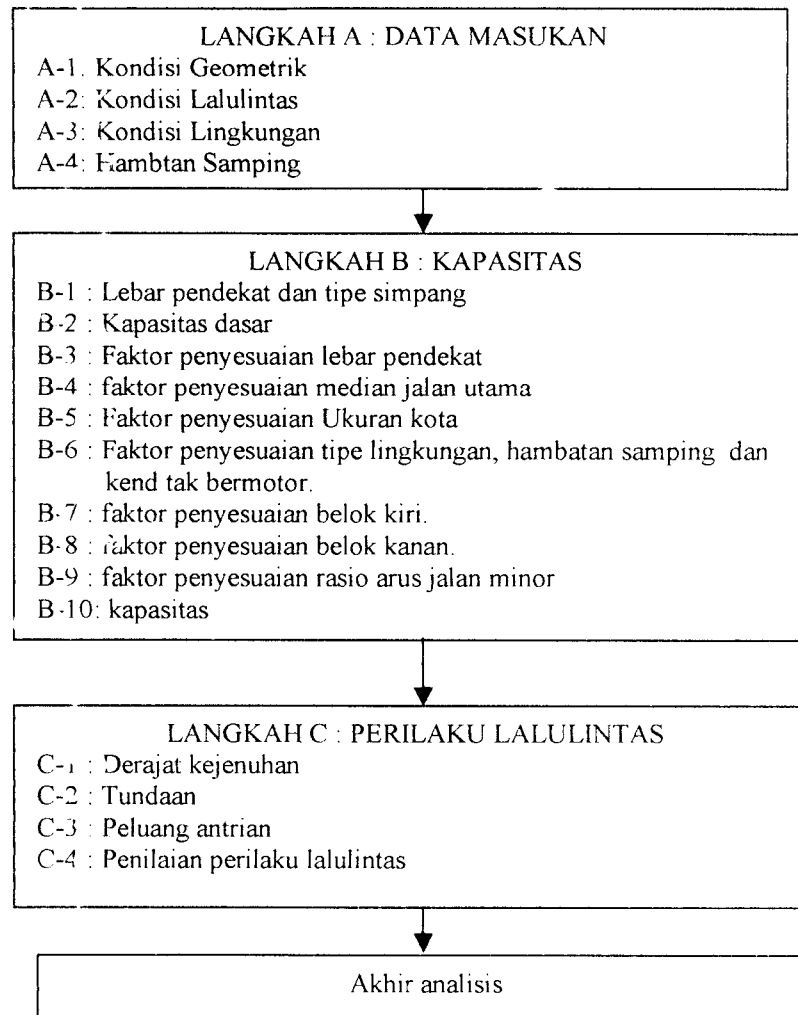 LANGKAH A : DATA MASUKAN
A-1. Kondisi Geometrik
A-2: Kondisi Lalulintas
A-3: Kondisi Lingkungan
A-4: Hambtan Samping
LANGKAH B : KAPASITAS
B-1 : Lebar pendekat dan tipe simpang
B-2 : Kapasitas dasar
B-3 : Faktor penyesuaian lebar pendekat
B-4 : faktor penyesuaian median jalan utama
B-5 : Faktor penyesuaian Ukuran kota
B-6 : Faktor penyesuaian tipe lingkungan, hambatan samping dan
kend tak bermotor.
B-7 : faktor penyesuaian belok kiri.
B-8 : faktor penyesuaian belok kanan.
B-9 : faktor penyesuaian rasio arus jalan minor
B-10: kapasitas
LANGKAH C : PERILAKU LALULINTAS
C-1 : Derajat kejenuhan
C-2 : Tundaan
C-3 : Peluang antrian
C-4 : Penilaian perilaku lalulintas
Akhir analisis